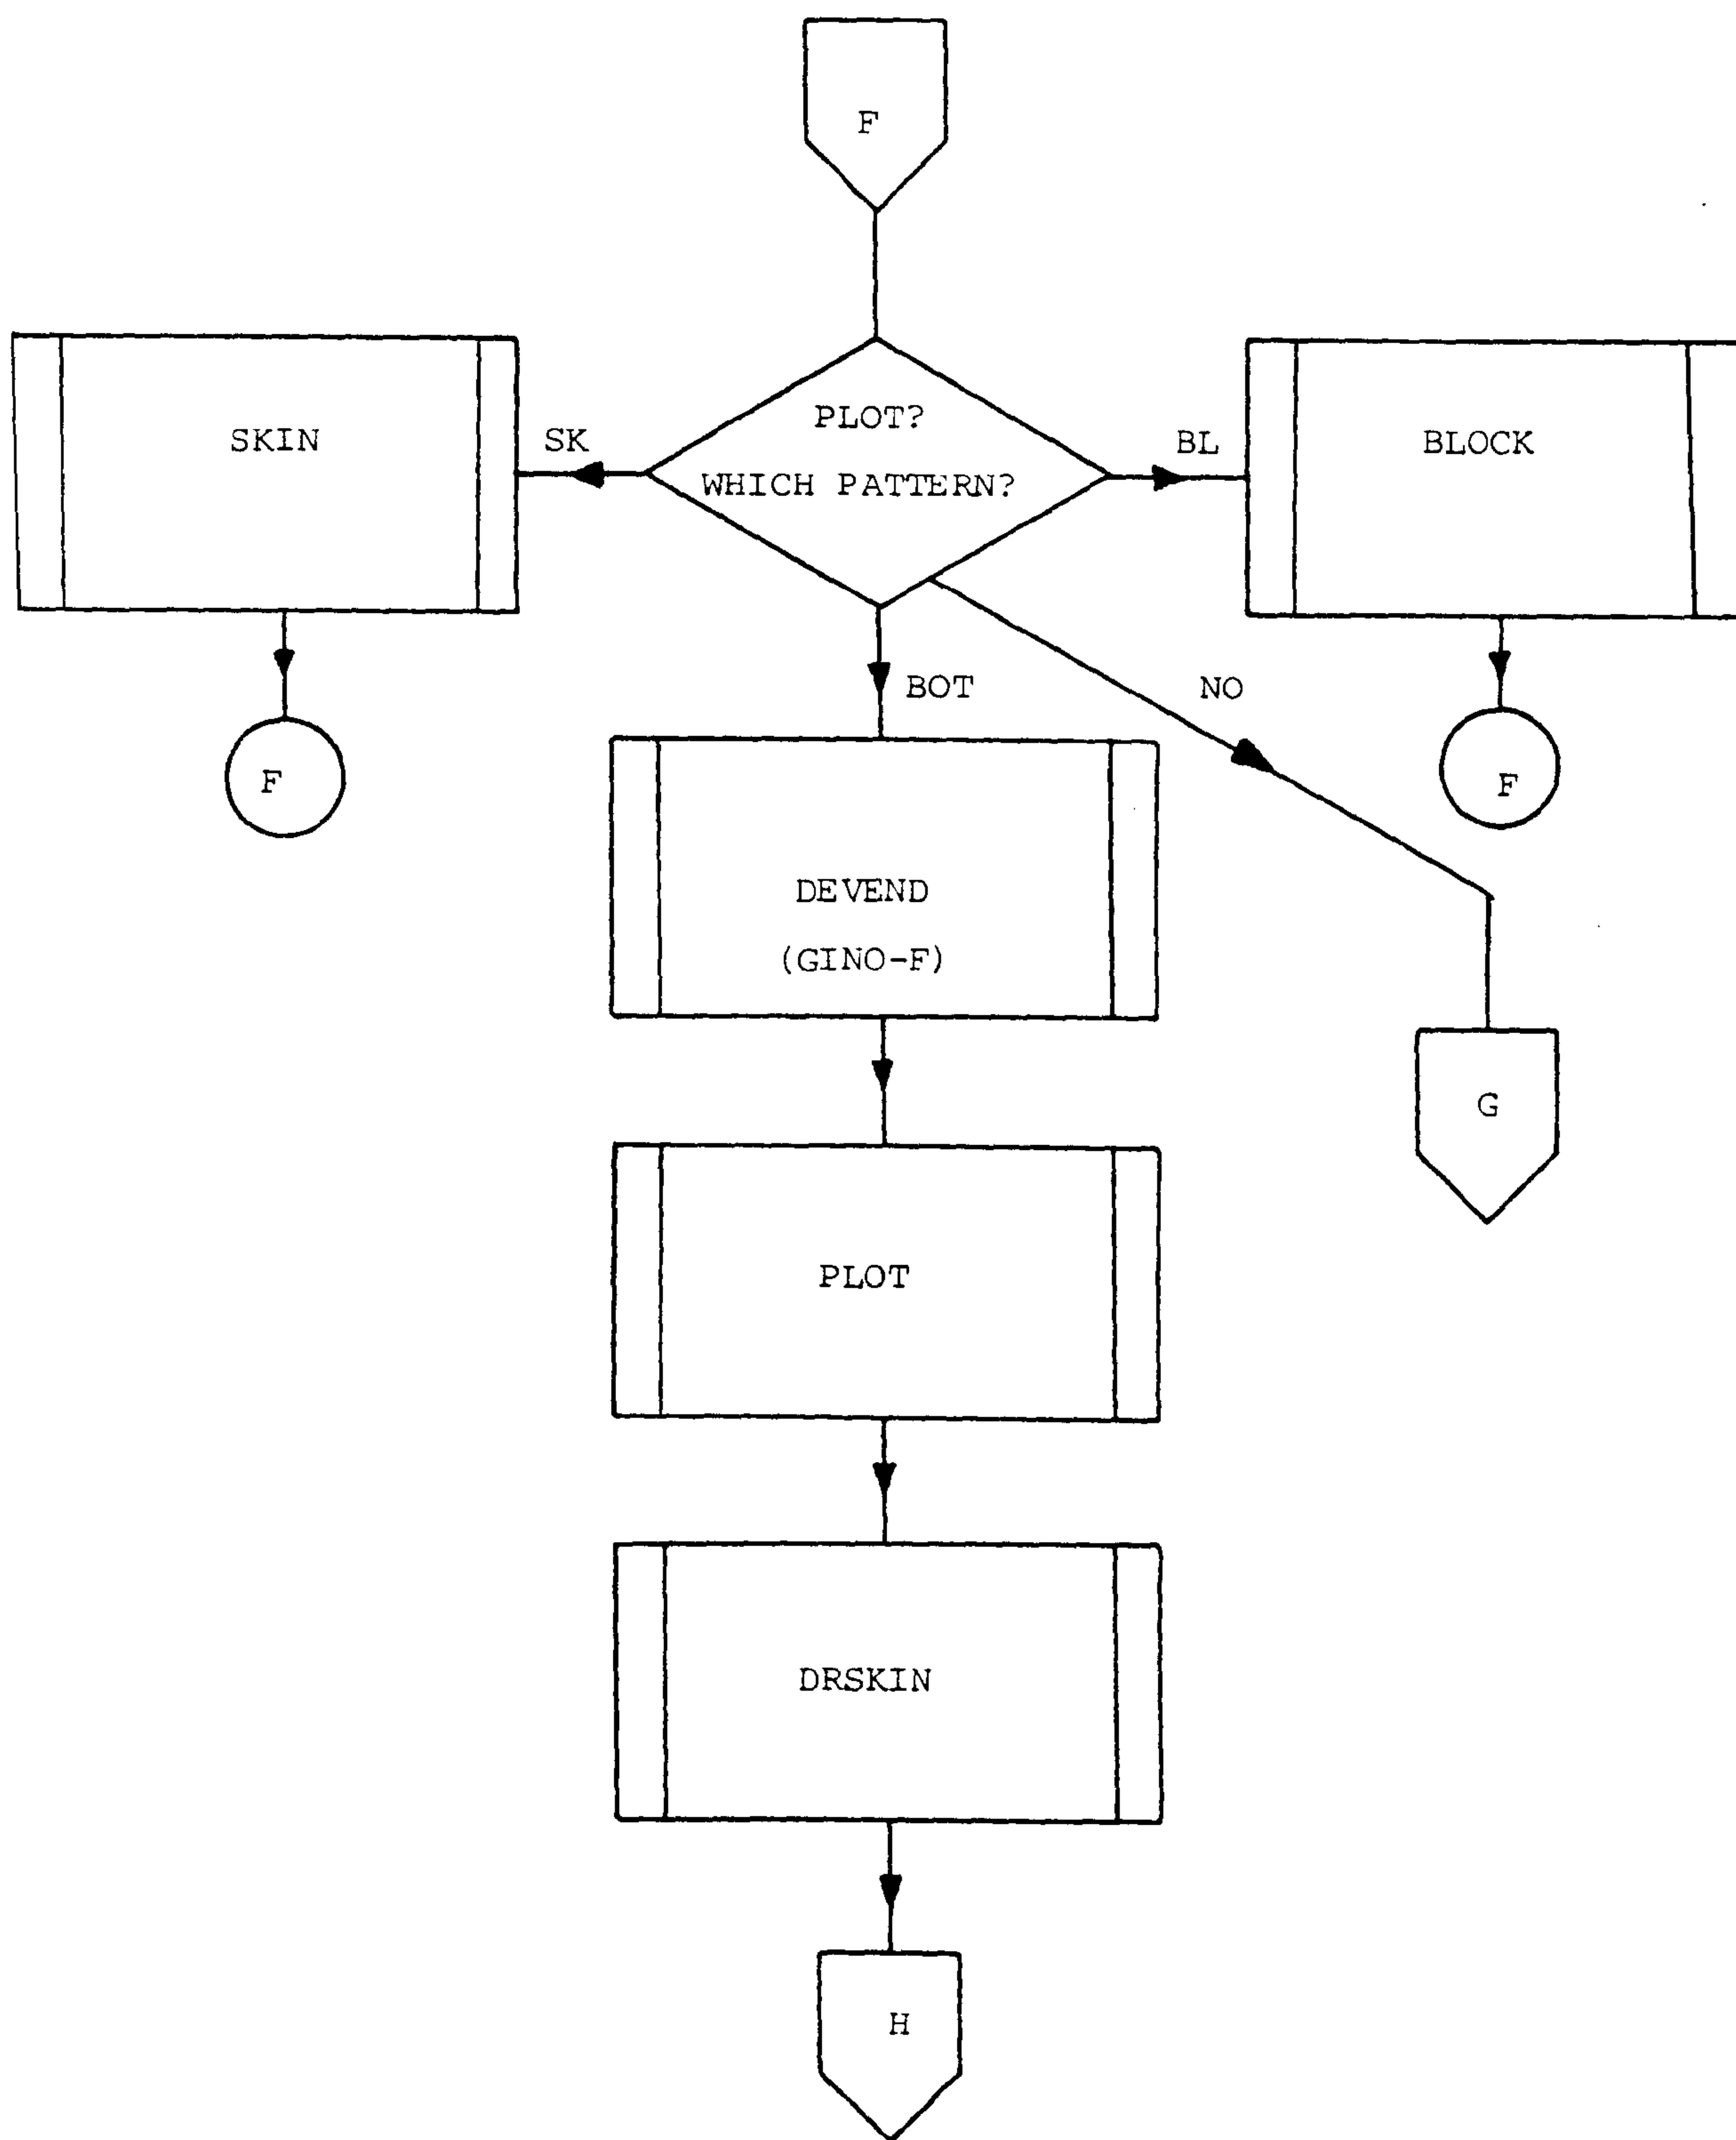 F
PLOT?
WHICH PATTERN?
SK
BL
SKIN
BLOCK
BOT
NO
F
F
DEVEND
(GINO-F)
G
PLOT
DRSKIN
H